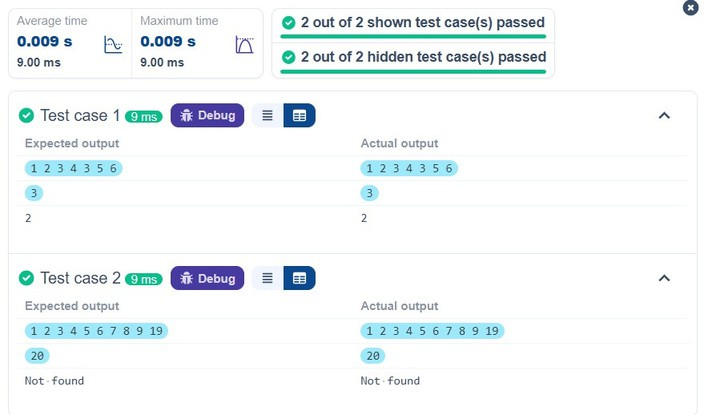 Average time
0.009 s
9.00 ms
Maximum time
0.009 s
9.00 ms
2 out of 2 shown test case(s) passed
2 out of 2 hidden test case(s) passed
Test case 1 9 ms Debug
Expected output Actual output
1 2 3 4 3 5 6 1 2 3 4 3 5 6
3 3
2 2
Test case 2 9 ms Debug
Expected output Actual output
1 2 3 4 5 6 7 8 9 19 1 2 3 4 5 6 7 8 9 19
20 20
Not·found Not·found